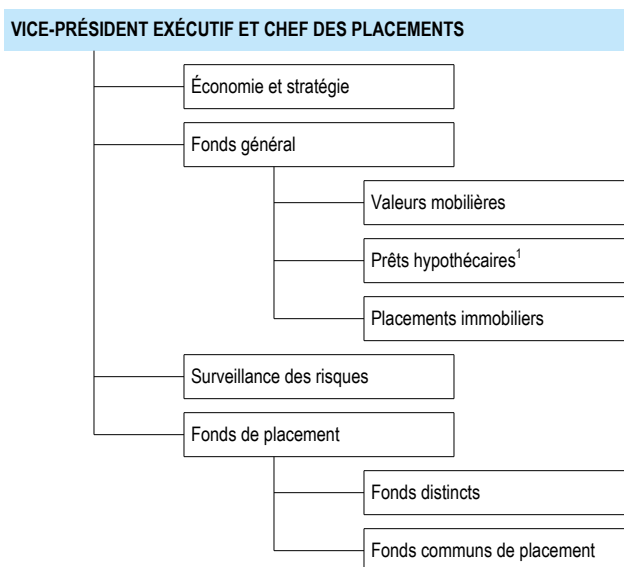 VICE-PRÉSIDENT EXÉCUTIF ET CHEF DES PLACEMENTS
Économie et stratégie
Fonds général
Valeurs mobilières
Prêts hypothécaires¹
Placements immobiliers
Surveillance des risques
Fonds de placement
Fonds distincts
Fonds communs de placement